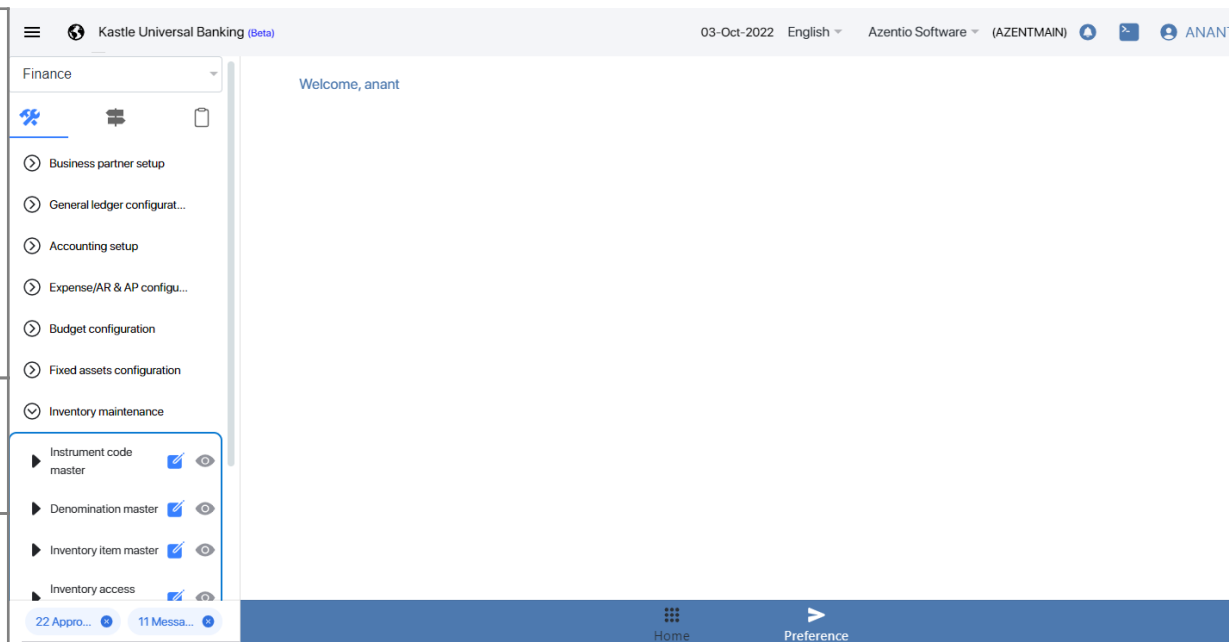 Kastle Universal Banking (Beta)
03-Oct-2022 English Azentio Software (AZENTMAIN) ANANT
Finance
Welcome, anant
Business partner setup
General ledger configurat...
Accounting setup
Expense/AR & AP configu...
Budget configuration
Fixed assets configuration
Inventory maintenance
Instrument code
master
Denomination master
Inventory item master
Inventory access
22 Appro...
11 Messa...
Home
Preference